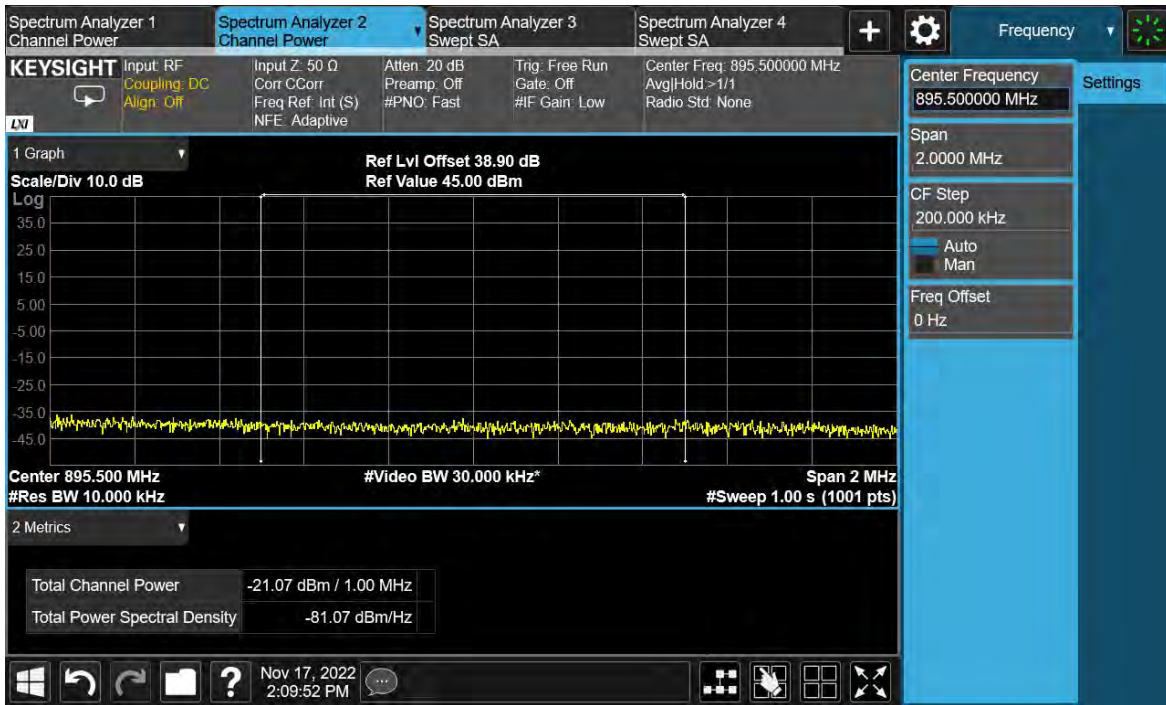 Spectrum Analyzer 1
Channel Power
Spectrum Analyzer 2
Channel Power
Spectrum Analyzer 3
Swept SA
Spectrum Analyzer 4
Swept SA
+
Frequency
KEYSIGHT
LXI
Input: RF
Coupling: DC
Align: Off
Input Z: 50 Ω
Corr CCorr
Freq Ref: Int (S)
NFE: Adaptive
Atten: 20 dB
Preamp: Off
#PNO: Fast
Trig: Free Run
Gate: Off
#IF Gain: Low
Center Freq: 895.500000 MHz
Avg|Hold:>1/1
Radio Std: None
Center Frequency
895.500000 MHz
Settings
Span
2.0000 MHz
CF Step
200.000 kHz
Auto
Man
Freq Offset
0 Hz
1 Graph
Scale/Div 10.0 dB
Ref Lvl Offset 38.90 dB
Ref Value 45.00 dBm
Log
35.0
25.0
15.0
5.00
-5.00
-15.0
-25.0
-35.0
-45.0
Center 895.500 MHz
#Video BW 30.000 kHz*
Span 2 MHz
#Res BW 10.000 kHz
#Sweep 1.00 s (1001 pts)
2 Metrics
Total Channel Power -21.07 dBm / 1.00 MHz
Total Power Spectral Density -81.07 dBm/Hz
?
Nov 17, 2022
2:09:52 PM